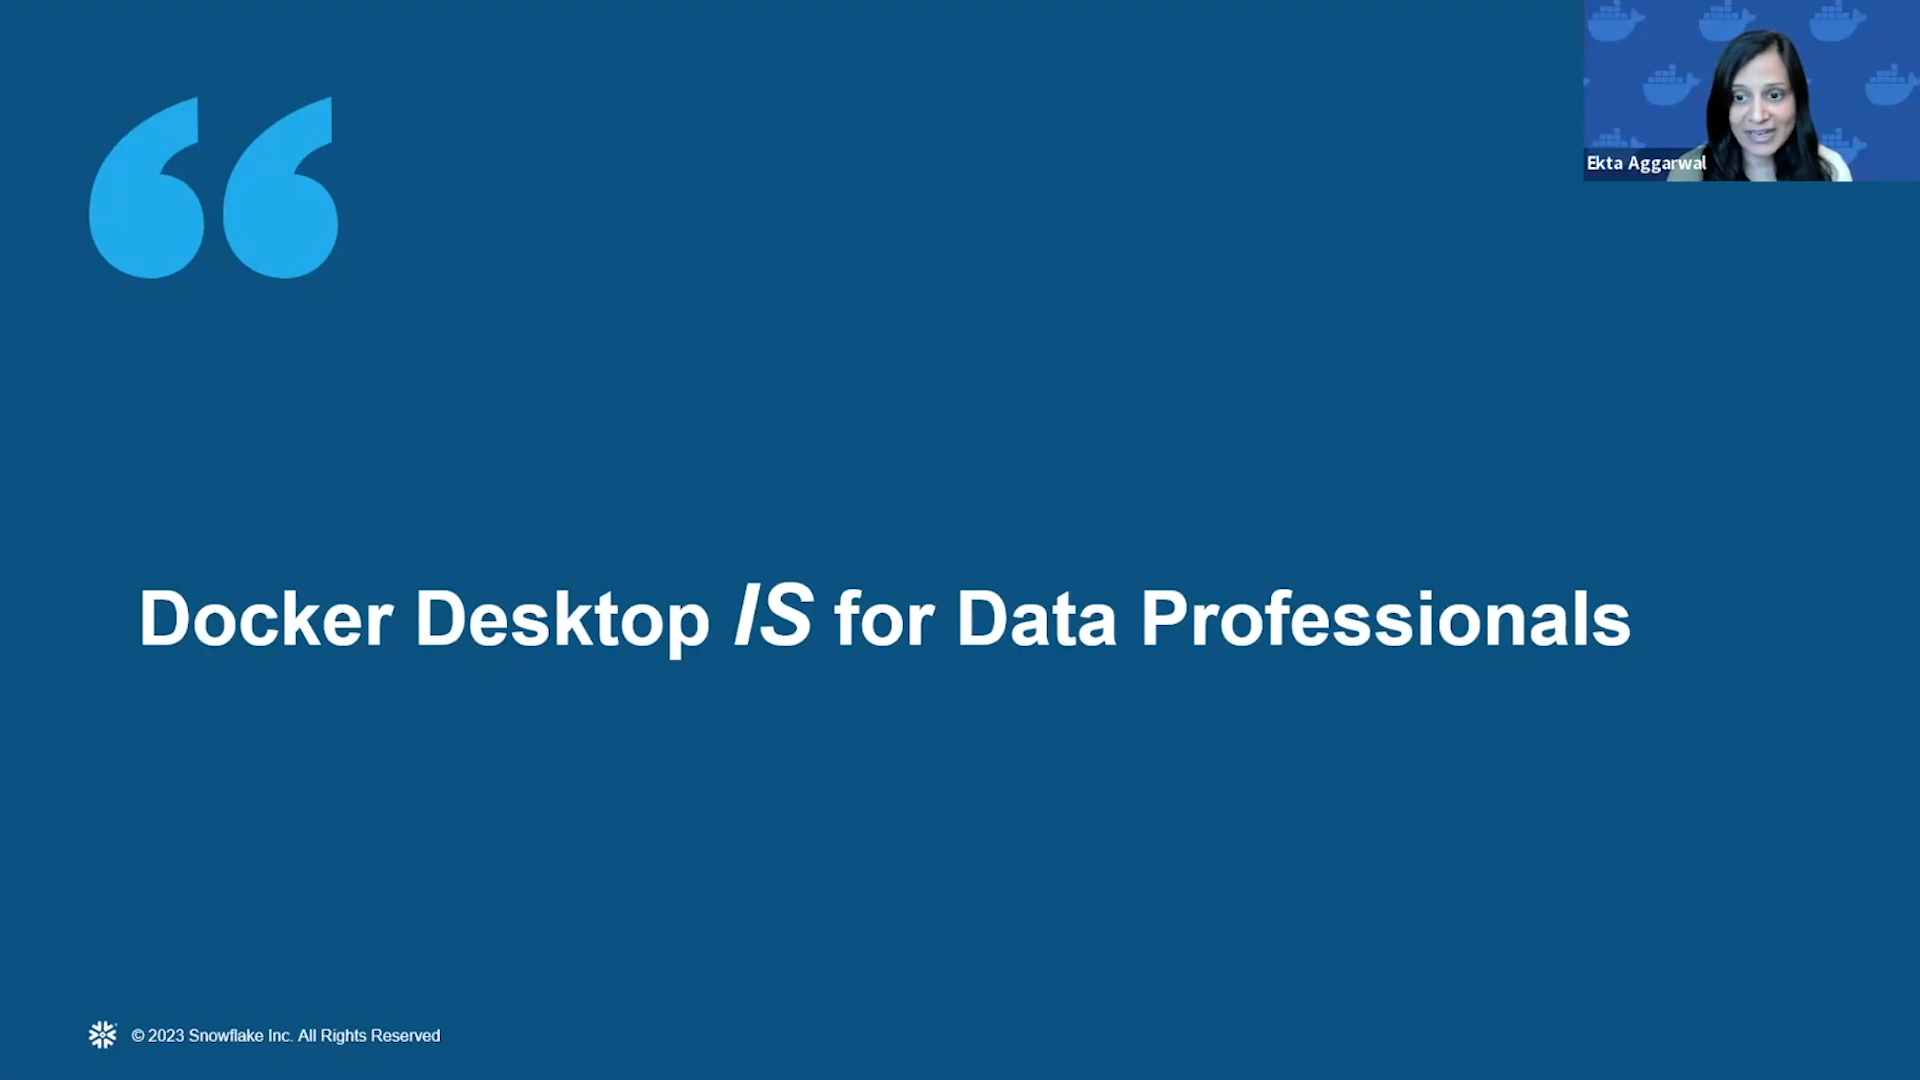 Ekta Aggarwal
Docker Desktop IS for Data Professionals
© 2023 Snowflake Inc. All Rights Reserved